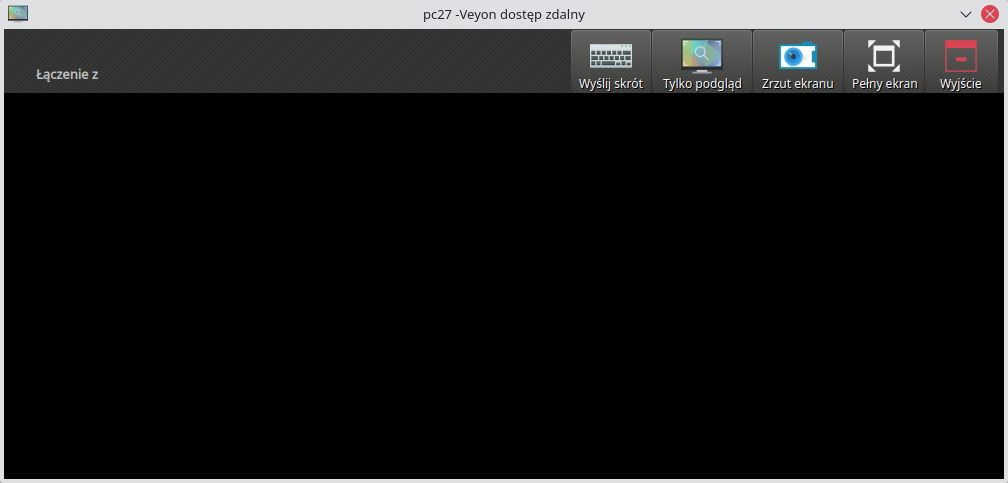 pc27 -Veyon dostęp zdalny
Łączenie z
Wyślij skrót
Tylko podgląd
Zrzut ekranu
Pełny ekran
Wyjście